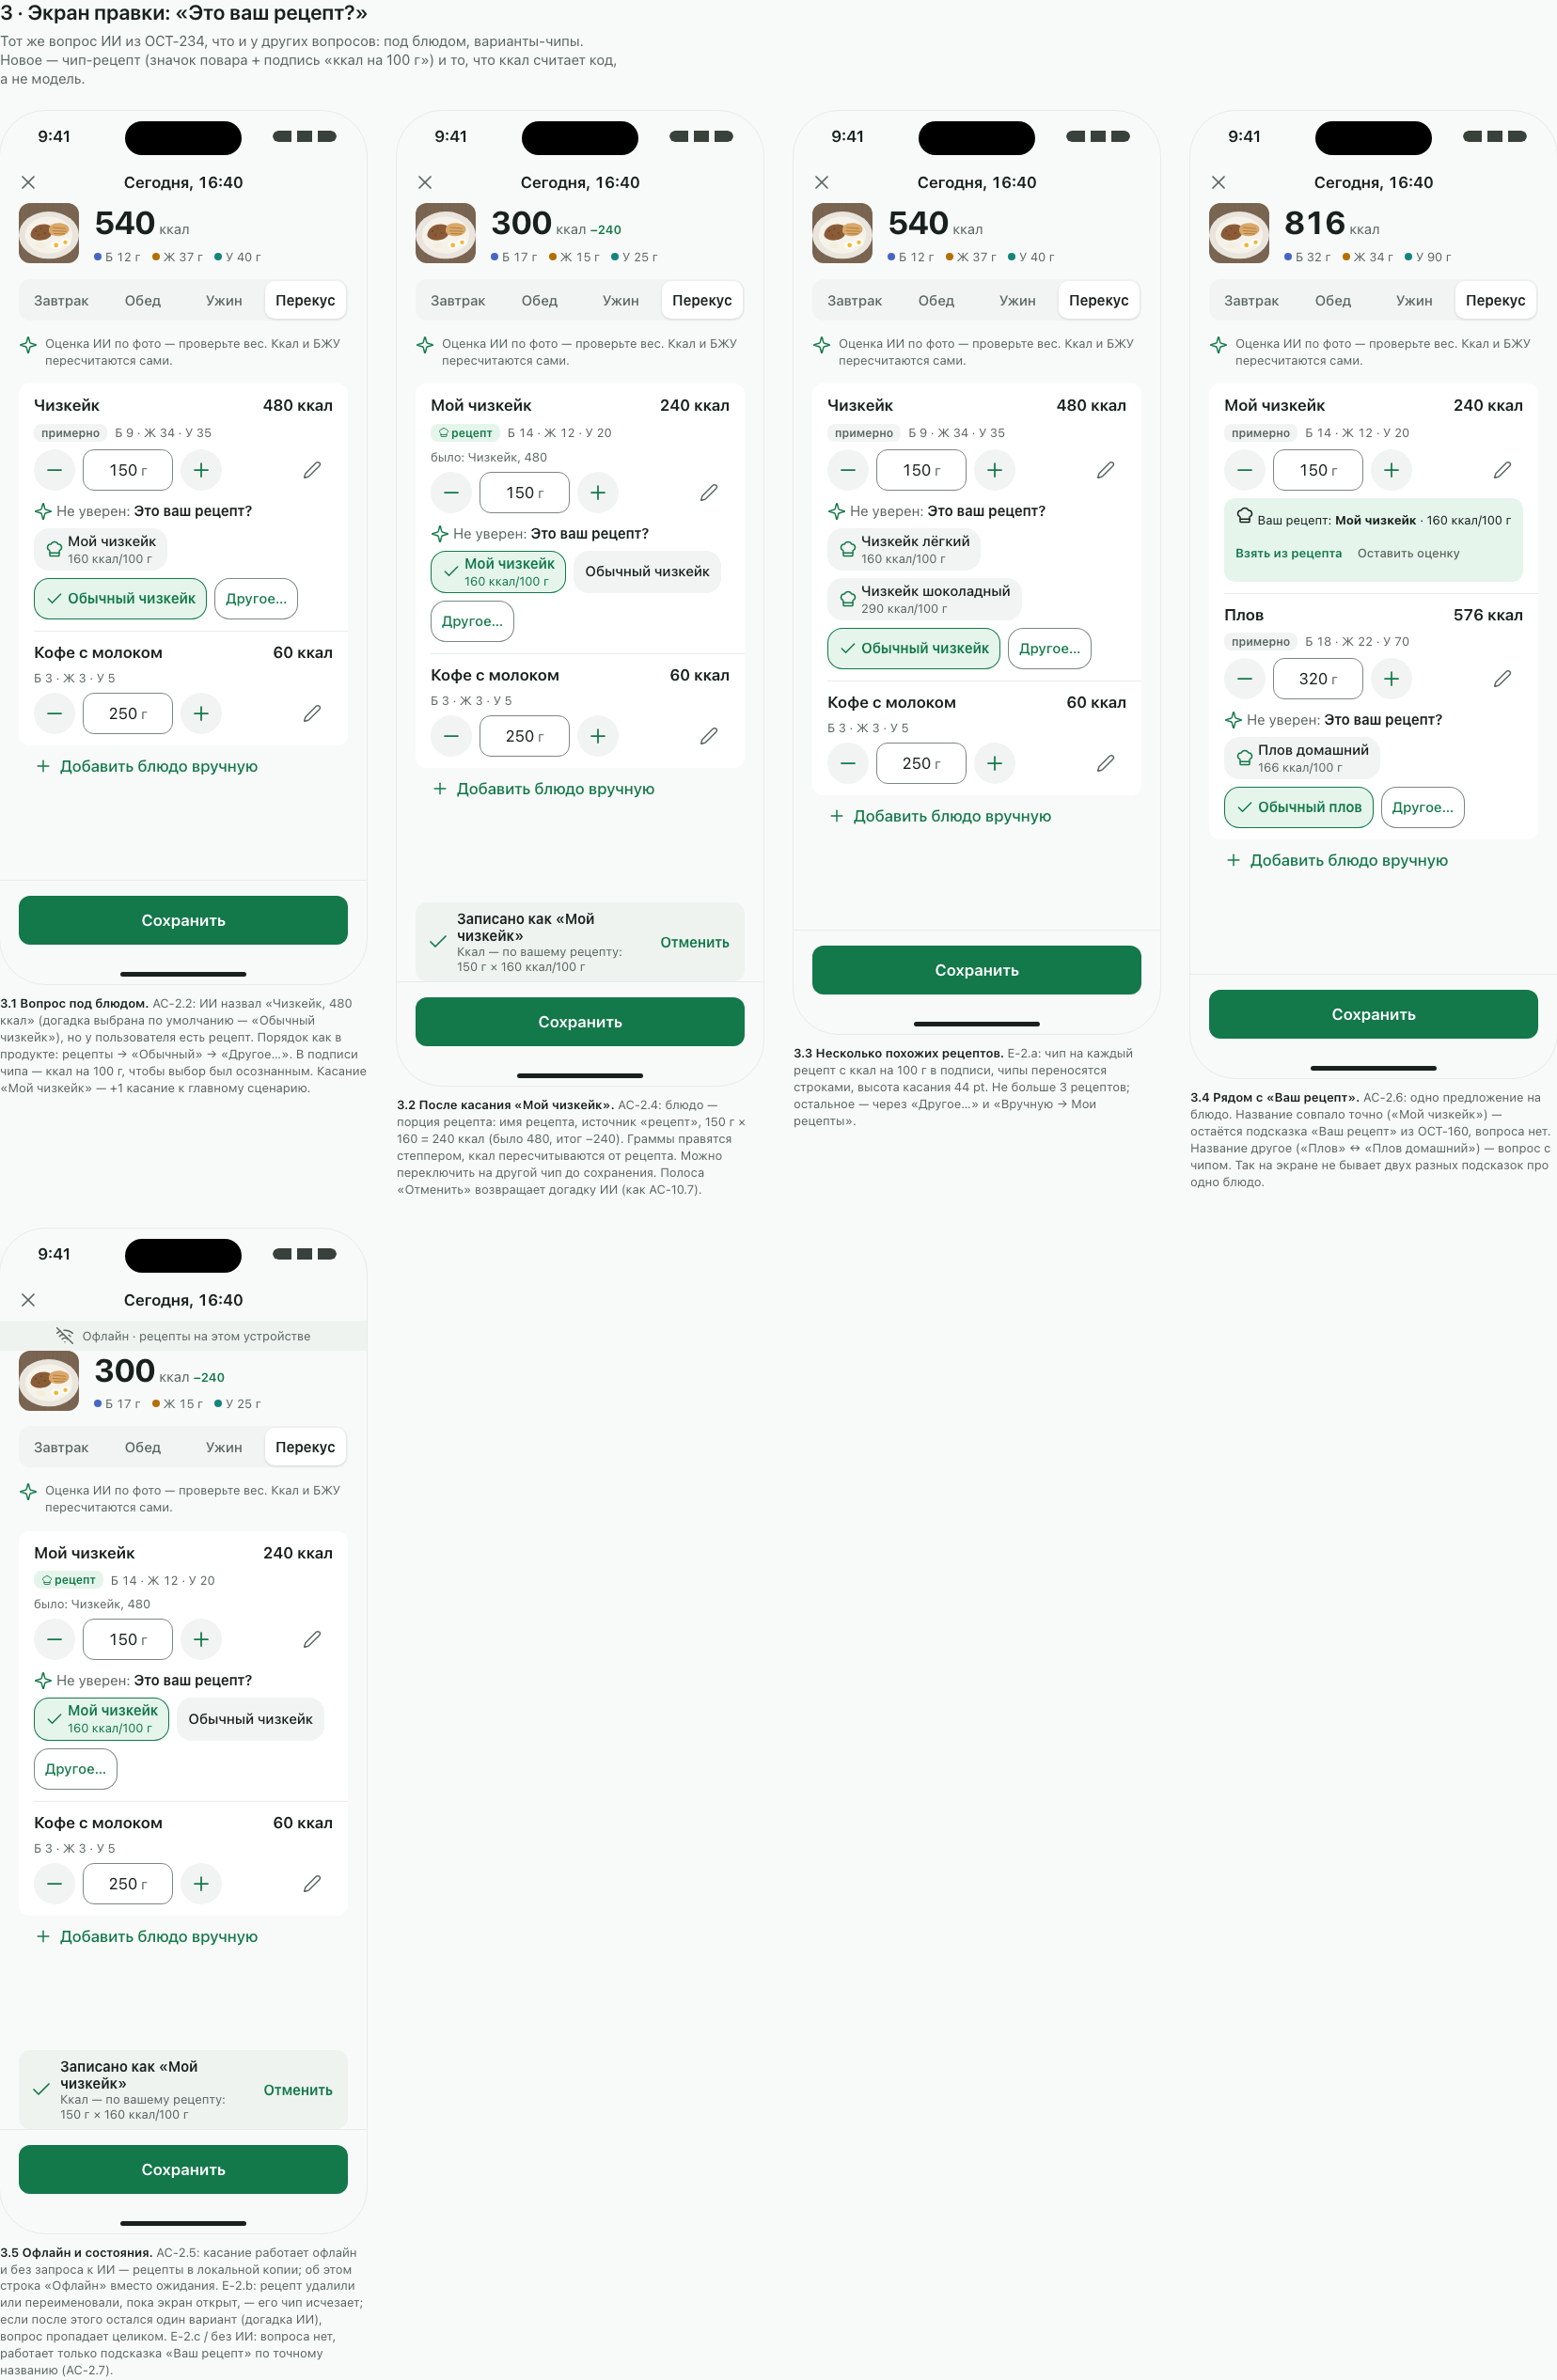 3 · Экран правки: «Это ваш рецепт?»
Тот же вопрос ИИ из ОСТ-234, что и у других вопросов: под блюдом, варианты-чипы.
Новое — чип-рецепт (значок повара + подпись «ккал на 100 г») и то, что ккал считает код,
а не модель.
9:41
Сегодня, 16:40
540 ккал
Б 12 г Ж 37 г У 40 г
Завтрак Обед Ужин Перекус
Оценка ИИ по фото — проверьте вес. Ккал и БЖУ
пересчитаются сами.
Чизкейк 480 ккал
примерно Б 9 · Ж 34 · У 35
150 г
Не уверен: Это ваш рецепт?
Мой чизкейк
160 ккал/100 г
Обычный чизкейк Другое…
Кофе с молоком 60 ккал
Б 3 · Ж 3 · У 5
250 г
Добавить блюдо вручную
Сохранить
3.1 Вопрос под блюдом. АС-2.2: ИИ назвал «Чизкейк, 480
ккал» (догадка выбрана по умолчанию — «Обычный
чизкейк»), но у пользователя есть рецепт. Порядок как в
продукте: рецепты → «Обычный» → «Другое…». В подписи
чипа — ккал на 100 г, чтобы выбор был осознанным. Касание
«Мой чизкейк» — +1 касание к главному сценарию.
9:41
Сегодня, 16:40
300 ккал −240
Б 17 г Ж 15 г У 25 г
Завтрак Обед Ужин Перекус
Оценка ИИ по фото — проверьте вес. Ккал и БЖУ
пересчитаются сами.
Мой чизкейк 240 ккал
рецепт Б 14 · Ж 12 · У 20
было: Чизкейк, 480
150 г
Не уверен: Это ваш рецепт?
Мой чизкейк
160 ккал/100 г
Обычный чизкейк
Другое…
Кофе с молоком 60 ккал
Б 3 · Ж 3 · У 5
250 г
Добавить блюдо вручную
Записано как «Мой
чизкейк»
Ккал — по вашему рецепту:
150 г × 160 ккал/100 г
Отменить
Сохранить
3.2 После касания «Мой чизкейк». АС-2.4: блюдо —
порция рецепта: имя рецепта, источник «рецепт», 150 г ×
160 = 240 ккал (было 480, итог −240). Граммы правятся
степпером, ккал пересчитываются от рецепта. Можно
переключить на другой чип до сохранения. Полоса
«Отменить» возвращает догадку ИИ (как АС-10.7).
9:41
Сегодня, 16:40
540 ккал
Б 12 г Ж 37 г У 40 г
Завтрак Обед Ужин Перекус
Оценка ИИ по фото — проверьте вес. Ккал и БЖУ
пересчитаются сами.
Чизкейк 480 ккал
примерно Б 9 · Ж 34 · У 35
150 г
Не уверен: Это ваш рецепт?
Чизкейк лёгкий
160 ккал/100 г
Чизкейк шоколадный
290 ккал/100 г
Обычный чизкейк Другое…
Кофе с молоком 60 ккал
Б 3 · Ж 3 · У 5
250 г
Добавить блюдо вручную
Сохранить
3.3 Несколько похожих рецептов. Е-2.а: чип на каждый
рецепт с ккал на 100 г в подписи, чипы переносятся
строками, высота касания 44 pt. Не больше 3 рецептов;
остальное — через «Другое…» и «Вручную → Мои
рецепты».
9:41
Сегодня, 16:40
816 ккал
Б 32 г Ж 34 г У 90 г
Завтрак Обед Ужин Перекус
Оценка ИИ по фото — проверьте вес. Ккал и БЖУ
пересчитаются сами.
Мой чизкейк 240 ккал
примерно Б 14 · Ж 12 · У 20
150 г
Ваш рецепт: Мой чизкейк · 160 ккал/100 г
Взять из рецепта Оставить оценку
Плов 576 ккал
примерно Б 18 · Ж 22 · У 70
320 г
Не уверен: Это ваш рецепт?
Плов домашний
166 ккал/100 г
Обычный плов Другое…
Добавить блюдо вручную
Сохранить
3.4 Рядом с «Ваш рецепт». АС-2.6: одно предложение на
блюдо. Название совпало точно («Мой чизкейк») —
остаётся подсказка «Ваш рецепт» из ОСТ-160, вопроса нет.
Название другое («Плов» ↔ «Плов домашний») — вопрос с
чипом. Так на экране не бывает двух разных подсказок про
одно блюдо.
9:41
Сегодня, 16:40
Офлайн · рецепты на этом устройстве
300 ккал −240
Б 17 г Ж 15 г У 25 г
Завтрак Обед Ужин Перекус
Оценка ИИ по фото — проверьте вес. Ккал и БЖУ
пересчитаются сами.
Мой чизкейк 240 ккал
рецепт Б 14 · Ж 12 · У 20
было: Чизкейк, 480
150 г
Не уверен: Это ваш рецепт?
Мой чизкейк
160 ккал/100 г
Обычный чизкейк
Другое…
Кофе с молоком 60 ккал
Б 3 · Ж 3 · У 5
250 г
Добавить блюдо вручную
Записано как «Мой
чизкейк»
Ккал — по вашему рецепту:
150 г × 160 ккал/100 г
Отменить
Сохранить
3.5 Офлайн и состояния. АС-2.5: касание работает офлайн
и без запроса к ИИ — рецепты в локальной копии; об этом
строка «Офлайн» вместо ожидания. Е-2.b: рецепт удалили
или переименовали, пока экран открыт, — его чип исчезает;
если после этого остался один вариант (догадка ИИ),
вопрос пропадает целиком. Е-2.с / без ИИ: вопроса нет,
работает только подсказка «Ваш рецепт» по точному
названию (АС-2.7).